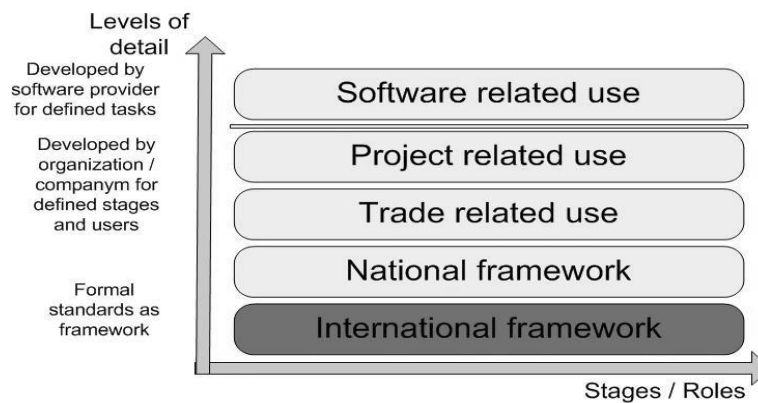 Levels of
detail
Developed by
software provider
for defined tasks
Developed by
organization /
companym for
defined stages
and users
Formal
standards as
framework
Software related use
Project related use
Trade related use
National framework
International framework
Stages / Roles